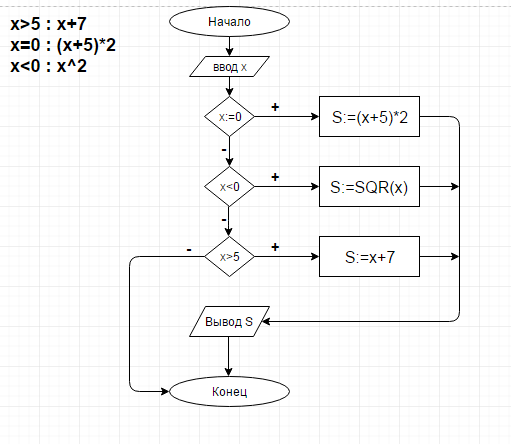 x>5 : x+7
x=0 : (x+5)*2
x<0 : x^2
Начало
ввод x
x:=0
+
S:=(x+5)*2
-
x<0
+
S:=SQR(x)
-
x>5
-
+
S:=x+7
Вывод S
Конец